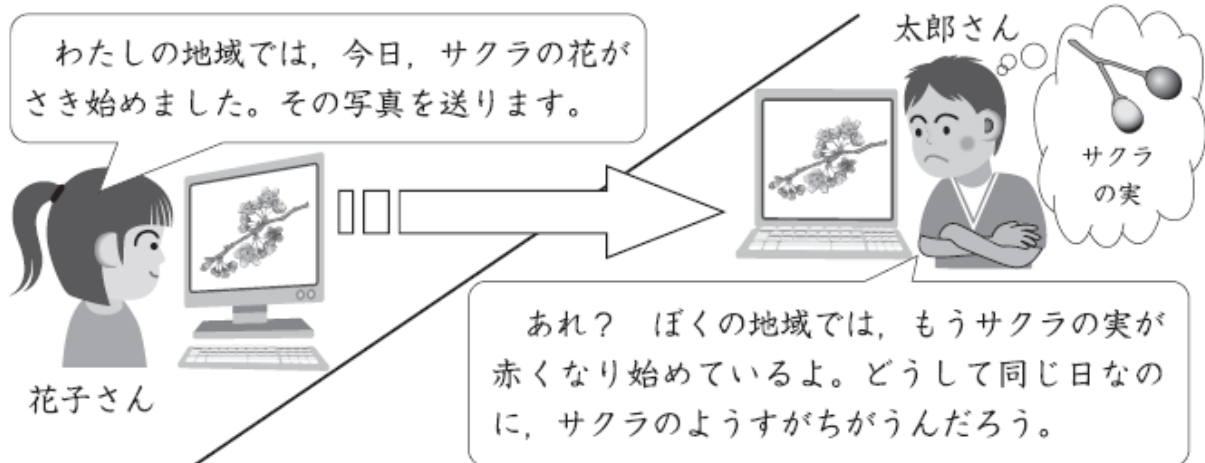 わたしの地域では，今日，サクラの花が
さき始めました。その写真を送ります。
花子さん
太郎さん
サクラ
の実
あれ？　ぼくの地域では，もうサクラの実が
赤くなり始めているよ。どうして同じ日なの
に，サクラのようすがちがうんだろう。